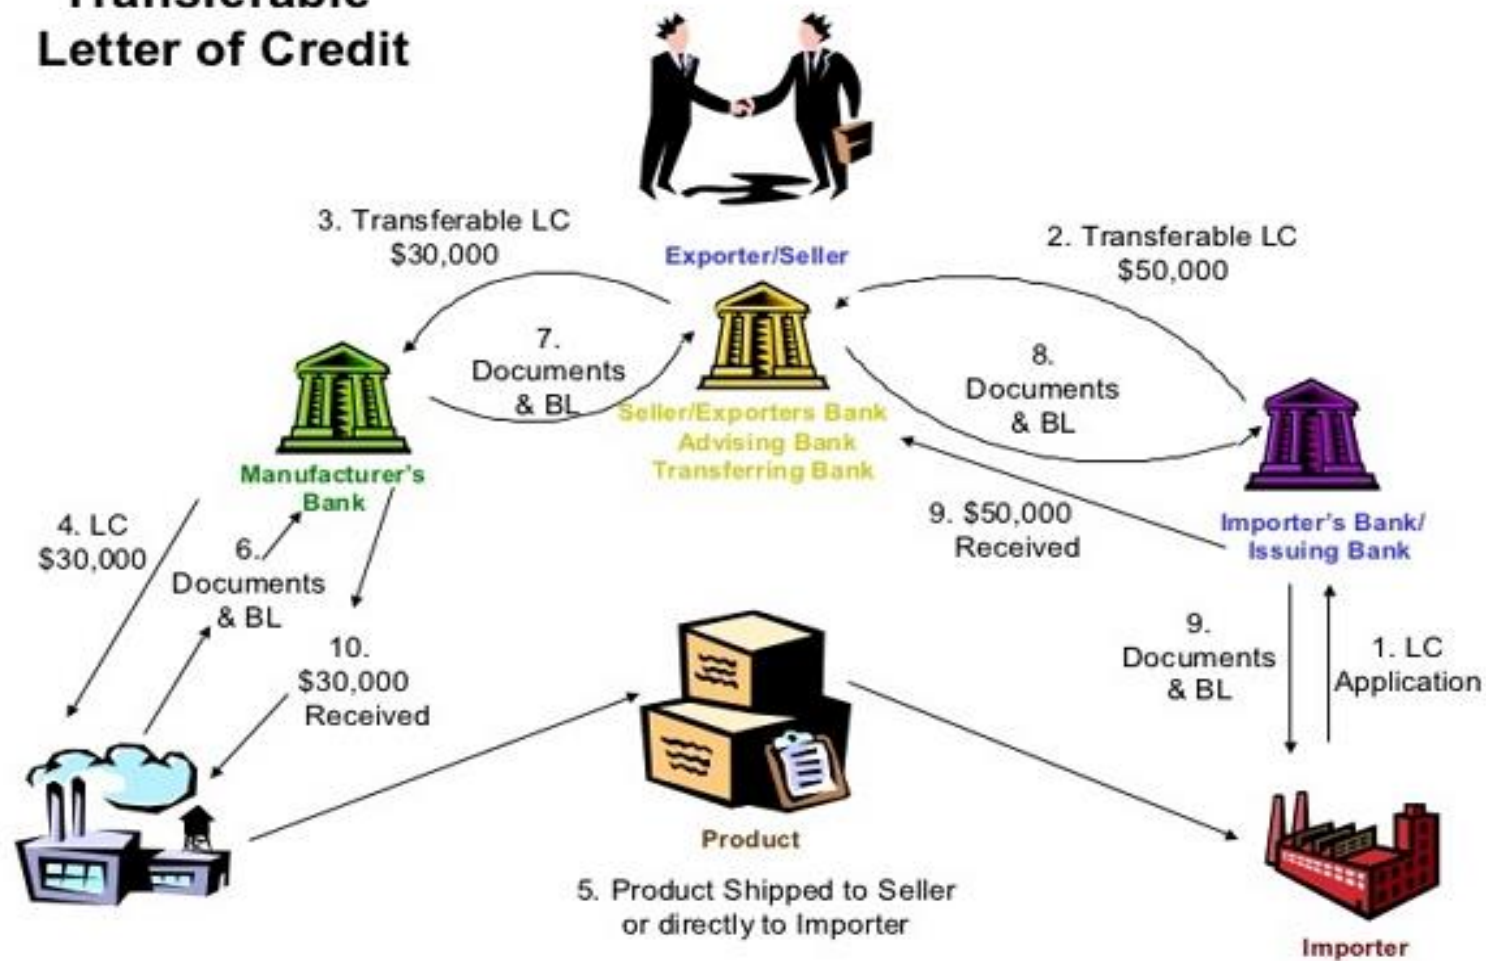 Transferable
Letter of Credit
3. Transferable LC
$30,000
Exporter/Seller
2. Transferable LC
$50,000
7.
Documents
& BL
8.
Documents
& BL
Seller/Exporters Bank
Advising Bank
Transferring Bank
Manufacturer's
Bank
4. LC
$30,000
6.
Documents
& BL
9. $50,000
Received
Importer's Bank/
Issuing Bank
10.
$30,000
Received
9.
Documents
& BL
1. LC
Application
Product
5. Product Shipped to Seller
or directly to Importer
Importer